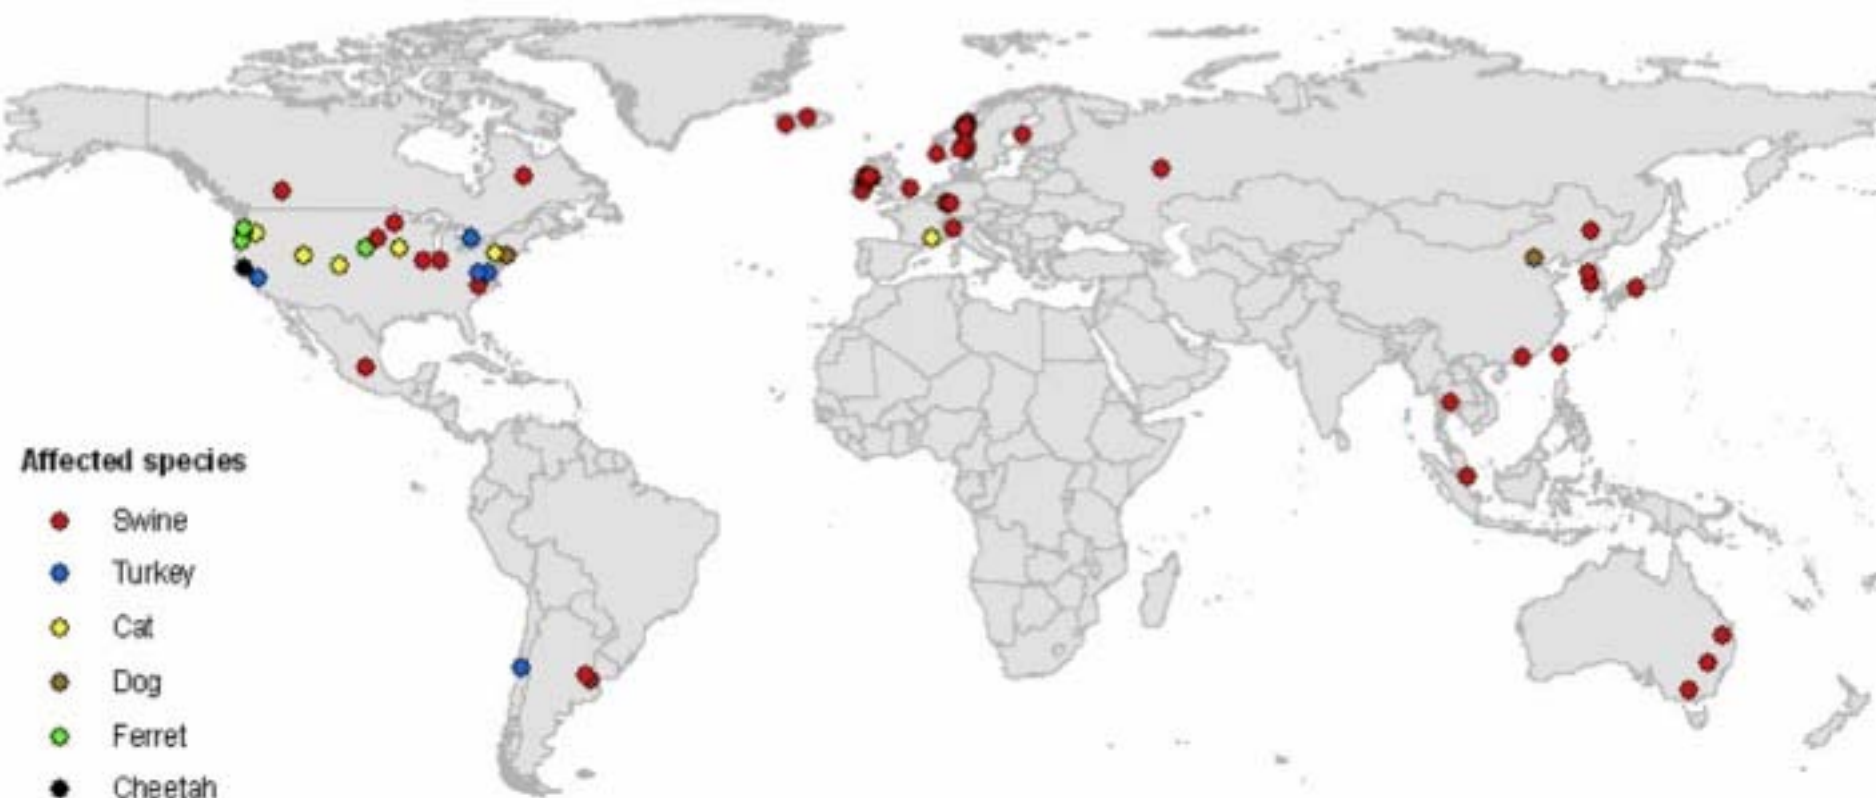 Affected species
Swine
Turkey
Cat
Dog
Ferret
Cheetah